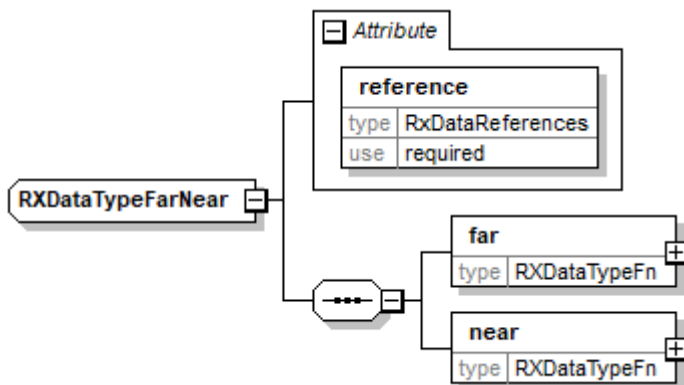 Attribute
reference
type RxDataReferences
use required
RXDataTypeFarNear
far
type RXDataTypeFn
near
type RXDataTypeFn